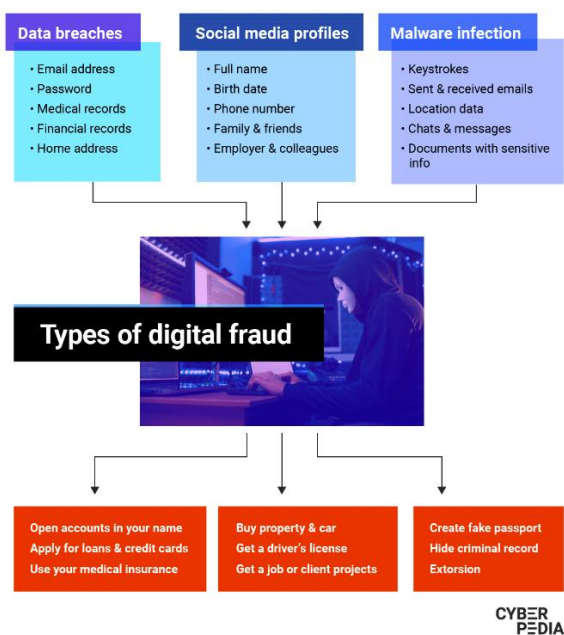 Data breaches
• Email address
• Password
• Medical records
• Financial records
• Home address
Social media profiles
• Full name
• Birth date
• Phone number
• Family & friends
• Employer & colleagues
Malware infection
• Keystrokes
• Sent & received emails
• Location data
• Chats & messages
• Documents with sensitive
info
Types of digital fraud
Open accounts in your name
Apply for loans & credit cards
Use your medical insurance
Buy property & car
Get a driver's license
Get a job or client projects
Create fake passport
Hide criminal record
Extorsion
CYBER
PEDIA